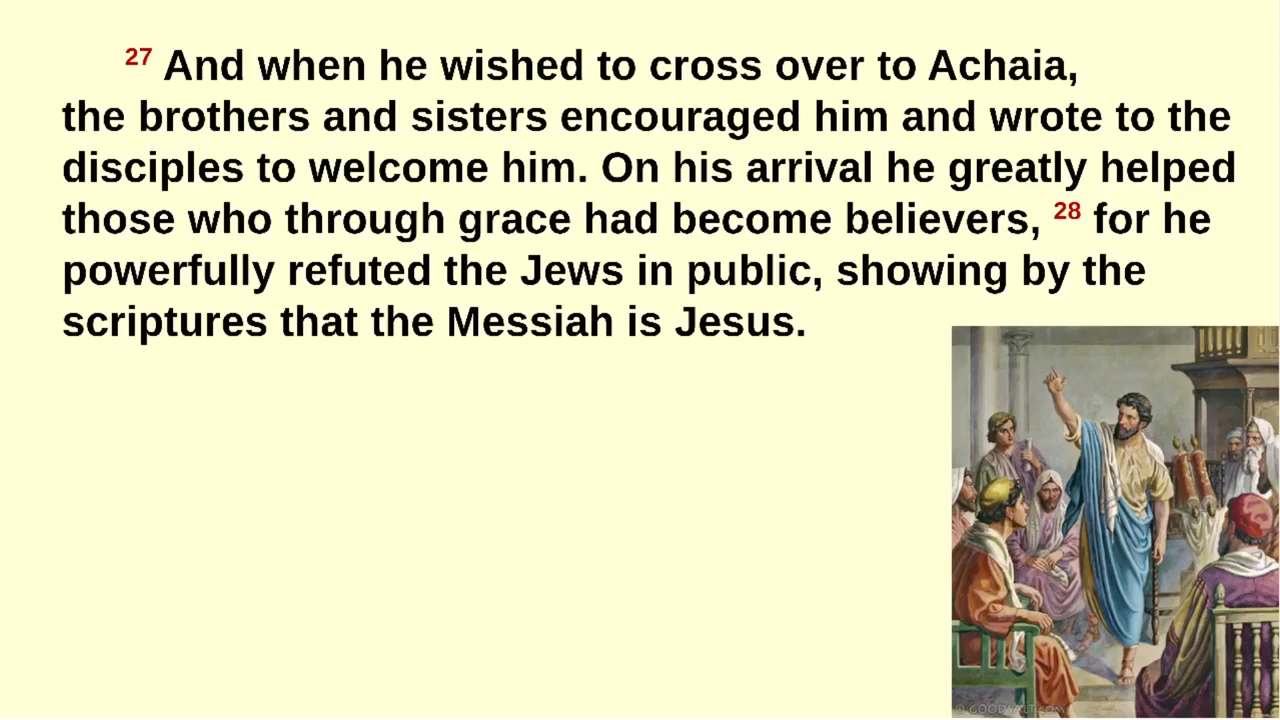 27 And when he wished to cross over to Achaia,
the brothers and sisters encouraged him and wrote to the
disciples to welcome him. On his arrival he greatly helped
those who through grace had become believers, 28 for he
powerfully refuted the Jews in public, showing by the
scriptures that the Messiah is Jesus.
© GOODSALT.COM